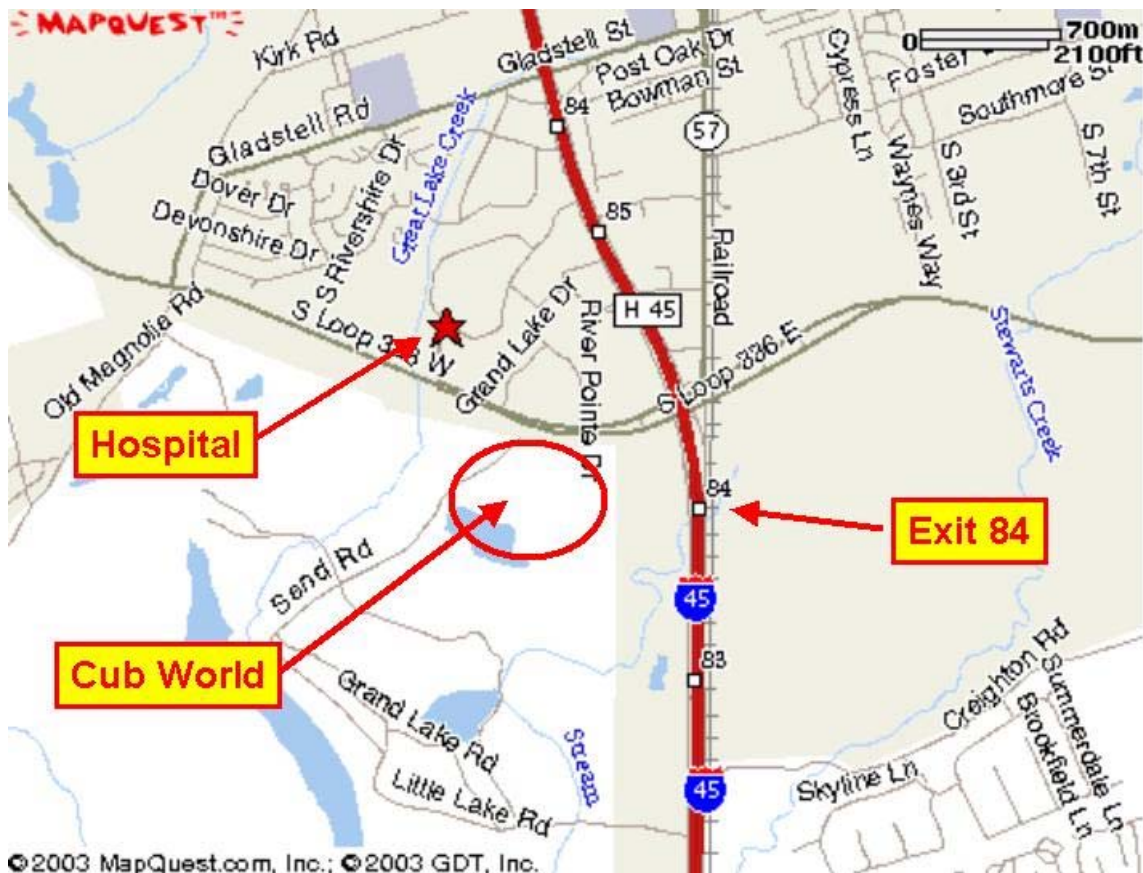 MAPQUEST™
0 700m
2100ft
Kirk Rd
Gladstell St
Post Oak Dr
Bowman St
Cypress Ln
Foster
Southmore St
84
57
Gladstell Rd
Great Lake Creek
Waymes Way
S 3rd St
S 7th St
Dover Dr
Devonshire Dr
S Rivershire Dr
85
Railroad
Old Magnolia Rd
S Loop 336 W
Grand Lake Dr
River Pointe Dr
H 45
S Loop 336 E
Stewarts Creek
Hospital
84
Exit 84
Send Rd
45
Cub World
83
Creighton Rd
Summerdale Ln
Brookfield Ln
Grand Lake Rd
Stream
Little Lake Rd
45
Skyline Ln
©2003 MapQuest.com, Inc.; ©2003 GDT, Inc.